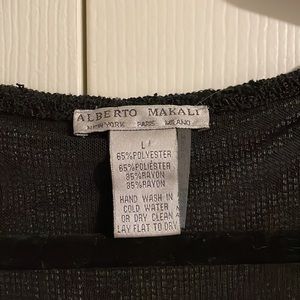 ALBERTO MAKALI
NEW YORK PARIS MILANO
L
65%POLYESTER
65%POLIÉSTER
35%RAYON
35%RAYON
HAND WASH IN
COLD WATER
OR DRY CLEAN
LAY FLAT TO DRY